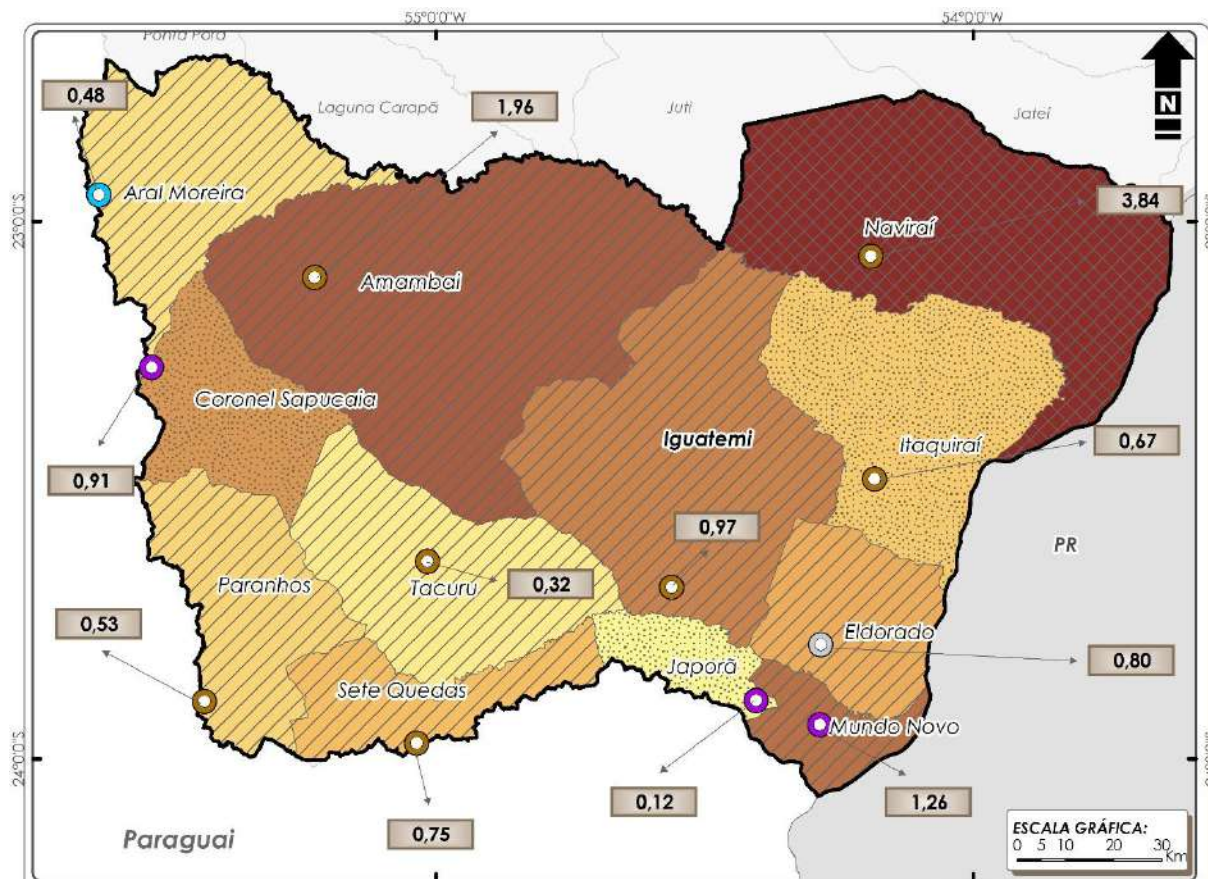 55°0'0"W
54°0'0"W
Ponta Porã
0,48
Laguna Carapã
1,96
Juti
Jateí
N
Aral Moreira
3,84
23°0'0"S
Naviraí
Amambai
Coronel Sapucaia
Iguatemi
Itaquiraí
0,67
0,91
0,97
PR
Paranhos
Tacuru
0,32
0,53
Eldorado
0,80
Japorã
Sete Quedas
Mundo Novo
24°0'0"S
0,12
1,26
0,75
Paraguai
ESCALA GRÁFICA:
0 5 10 20 30
Km